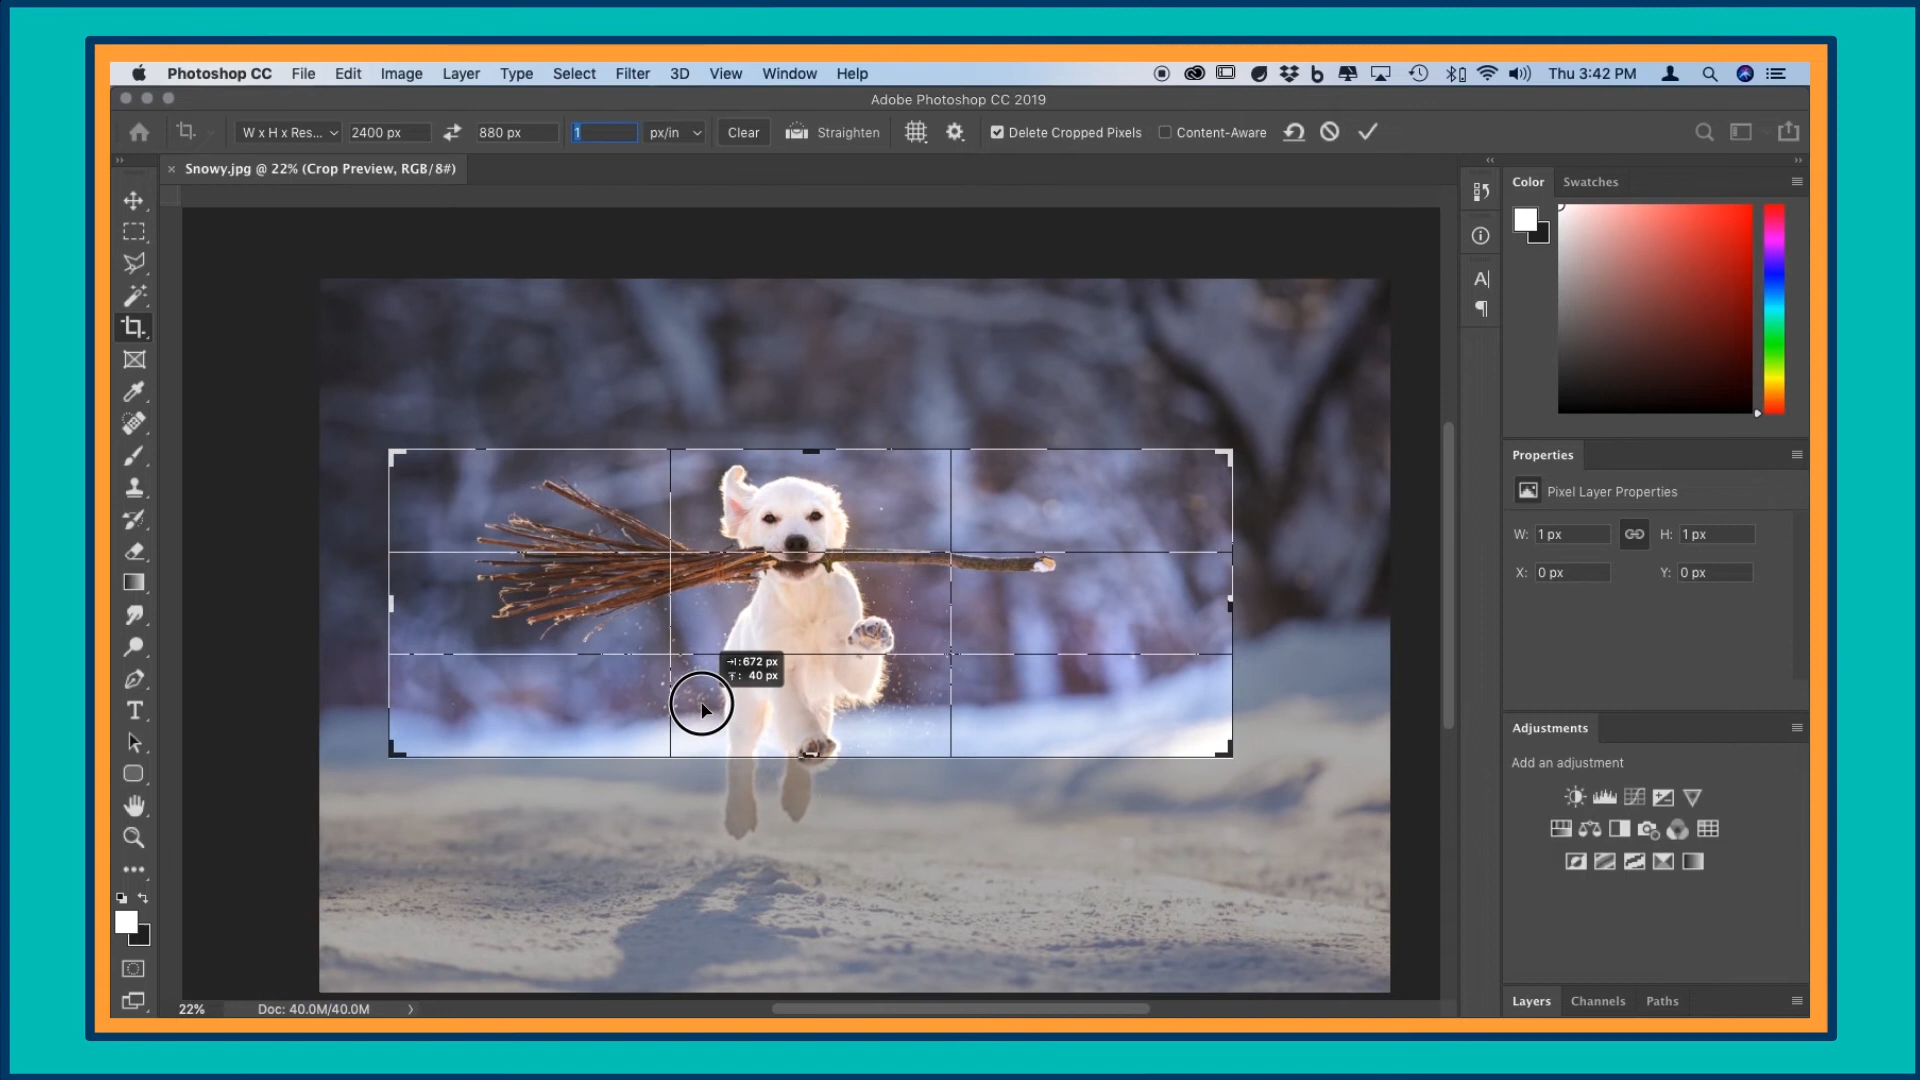 Photoshop CC File Edit Image Layer Type Select Filter 3D View Window Help Thu 3:42 PM
Adobe Photoshop CC 2019
W x H x Res... 2400 px 880 px 1 px/in Clear Straighten Delete Cropped Pixels Content-Aware
Snowy.jpg @ 22% (Crop Preview, RGB/8#)
Color Swatches
Properties
Pixel Layer Properties
W: 1 px H: 1 px
X: 0 px Y: 0 px
: 672 px
: 40 px
Adjustments
Add an adjustment
Layers Channels Paths
22% Doc: 40.0M/40.0M